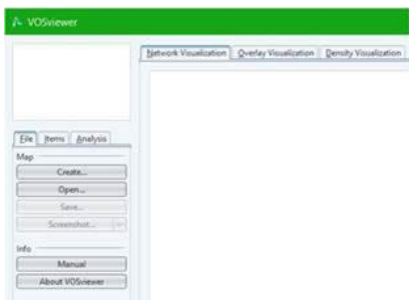 VOSviewer
Network Visualization Overlay Visualization Density Visualization
File Items Analysis
Map
Create...
Open...
Save...
Screenshot...
Info
Manual
About VOSviewer